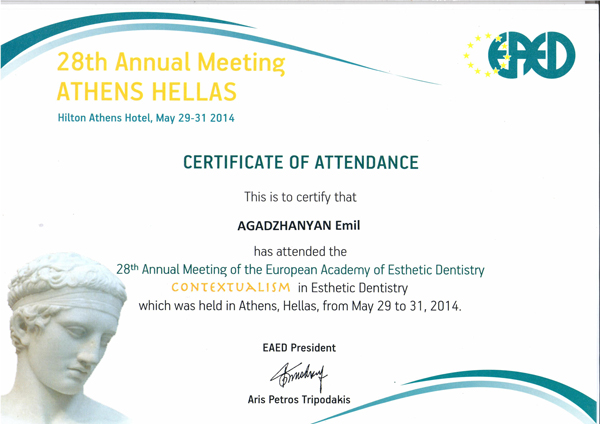 28th Annual Meeting
ATHENS HELLAS
Hilton Athens Hotel, May 29-31 2014
EAED
CERTIFICATE OF ATTENDANCE
This is to certify that
AGADZHANYAN Emil
has attended the
28th Annual Meeting of the European Academy of Esthetic Dentistry
CONTEXTUALISM in Esthetic Dentistry
which was held in Athens, Hellas, from May 29 to 31, 2014.
EAED President
Aris Petros Tripodakis